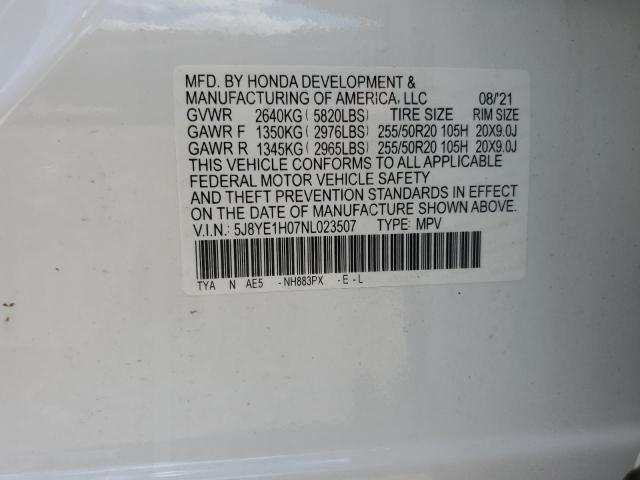 MFD. BY HONDA DEVELOPMENT &
MANUFACTURING OF AMERICA, LLC 08/'21
GVWR 2640KG( 5820LBS) TIRE SIZE RIM SIZE
GAWR F 1350KG( 2976LBS) 255/50R20 105H 20X9.0J
GAWR R 1345KG( 2965LBS) 255/50R20 105H 20X9.0J
THIS VEHICLE CONFORMS TO ALL APPLICABLE
FEDERAL MOTOR VEHICLE SAFETY
AND THEFT PREVENTION STANDARDS IN EFFECT
ON THE DATE OF MANUFACTURE SHOWN ABOVE.
V.I.N.: 5J8YE1H07NL023507 TYPE: MPV
TYA N AE5 -NH883PX -E-L